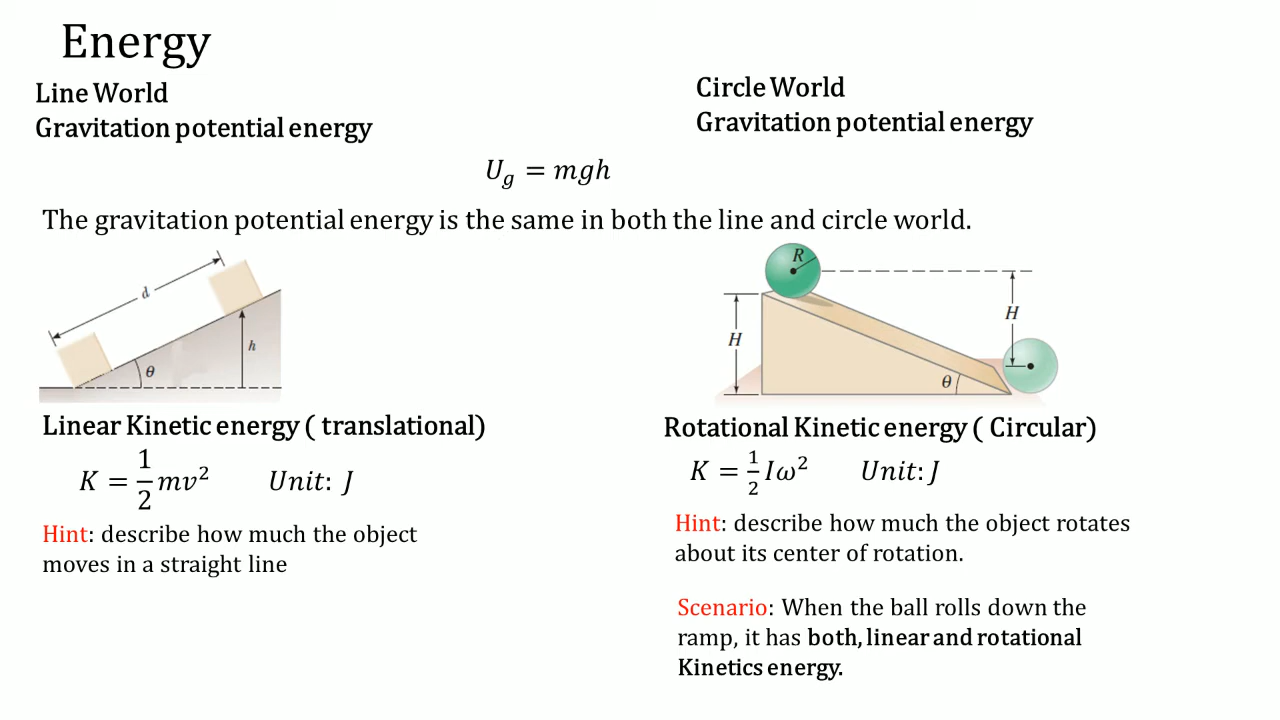 Energy
Line World
Gravitation potential energy
Circle World
Gravitation potential energy
U_g = mgh
The gravitation potential energy is the same in both the line and circle world.
d
h
θ
R
H
H
θ
Linear Kinetic energy ( translational)
K = 1/2 mv² Unit: J
Hint: describe how much the object
moves in a straight line
Rotational Kinetic energy ( Circular)
K = 1/2 Iω² Unit: J
Hint: describe how much the object rotates
about its center of rotation.
Scenario: When the ball rolls down the
ramp, it has both, linear and rotational
Kinetics energy.